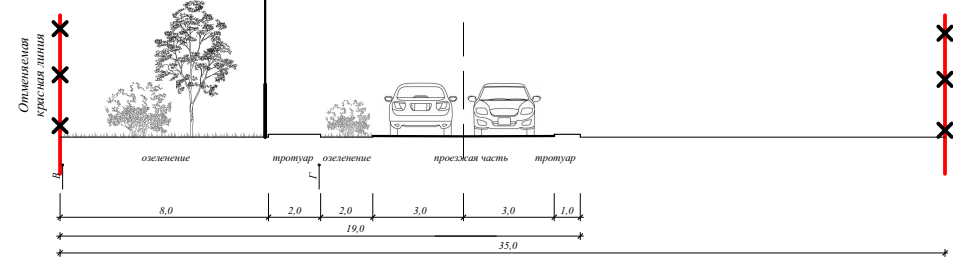 Отменяемая
красная линия
озеленение
тротуар
озеленение
проезжая часть
тротуар
В
Г
8,0
2,0
2,0
3,0
3,0
1,0
19,0
35,0